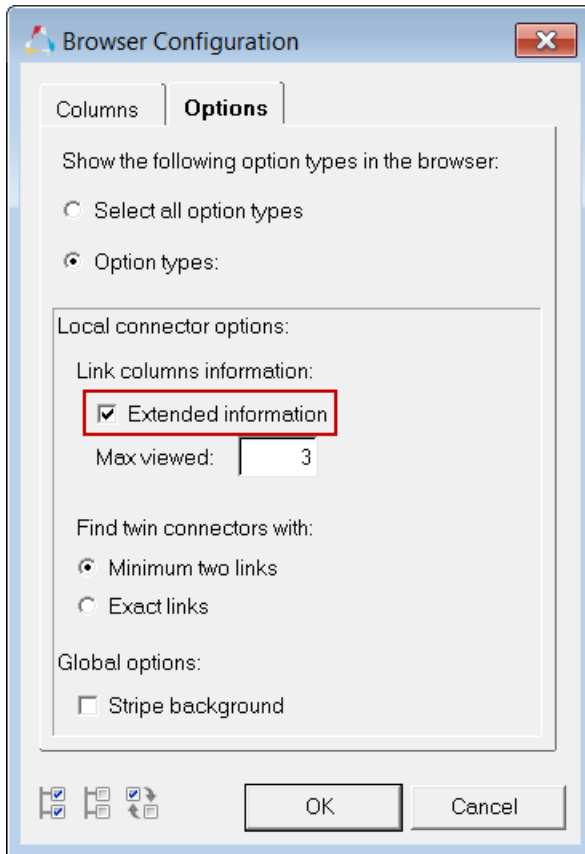 Browser Configuration
Columns
Options
Show the following option types in the browser:
Select all option types
Option types:
Local connector options:
Link columns information:
Extended information
Max viewed: 3
Find twin connectors with:
Minimum two links
Exact links
Global options:
Stripe background
OK
Cancel